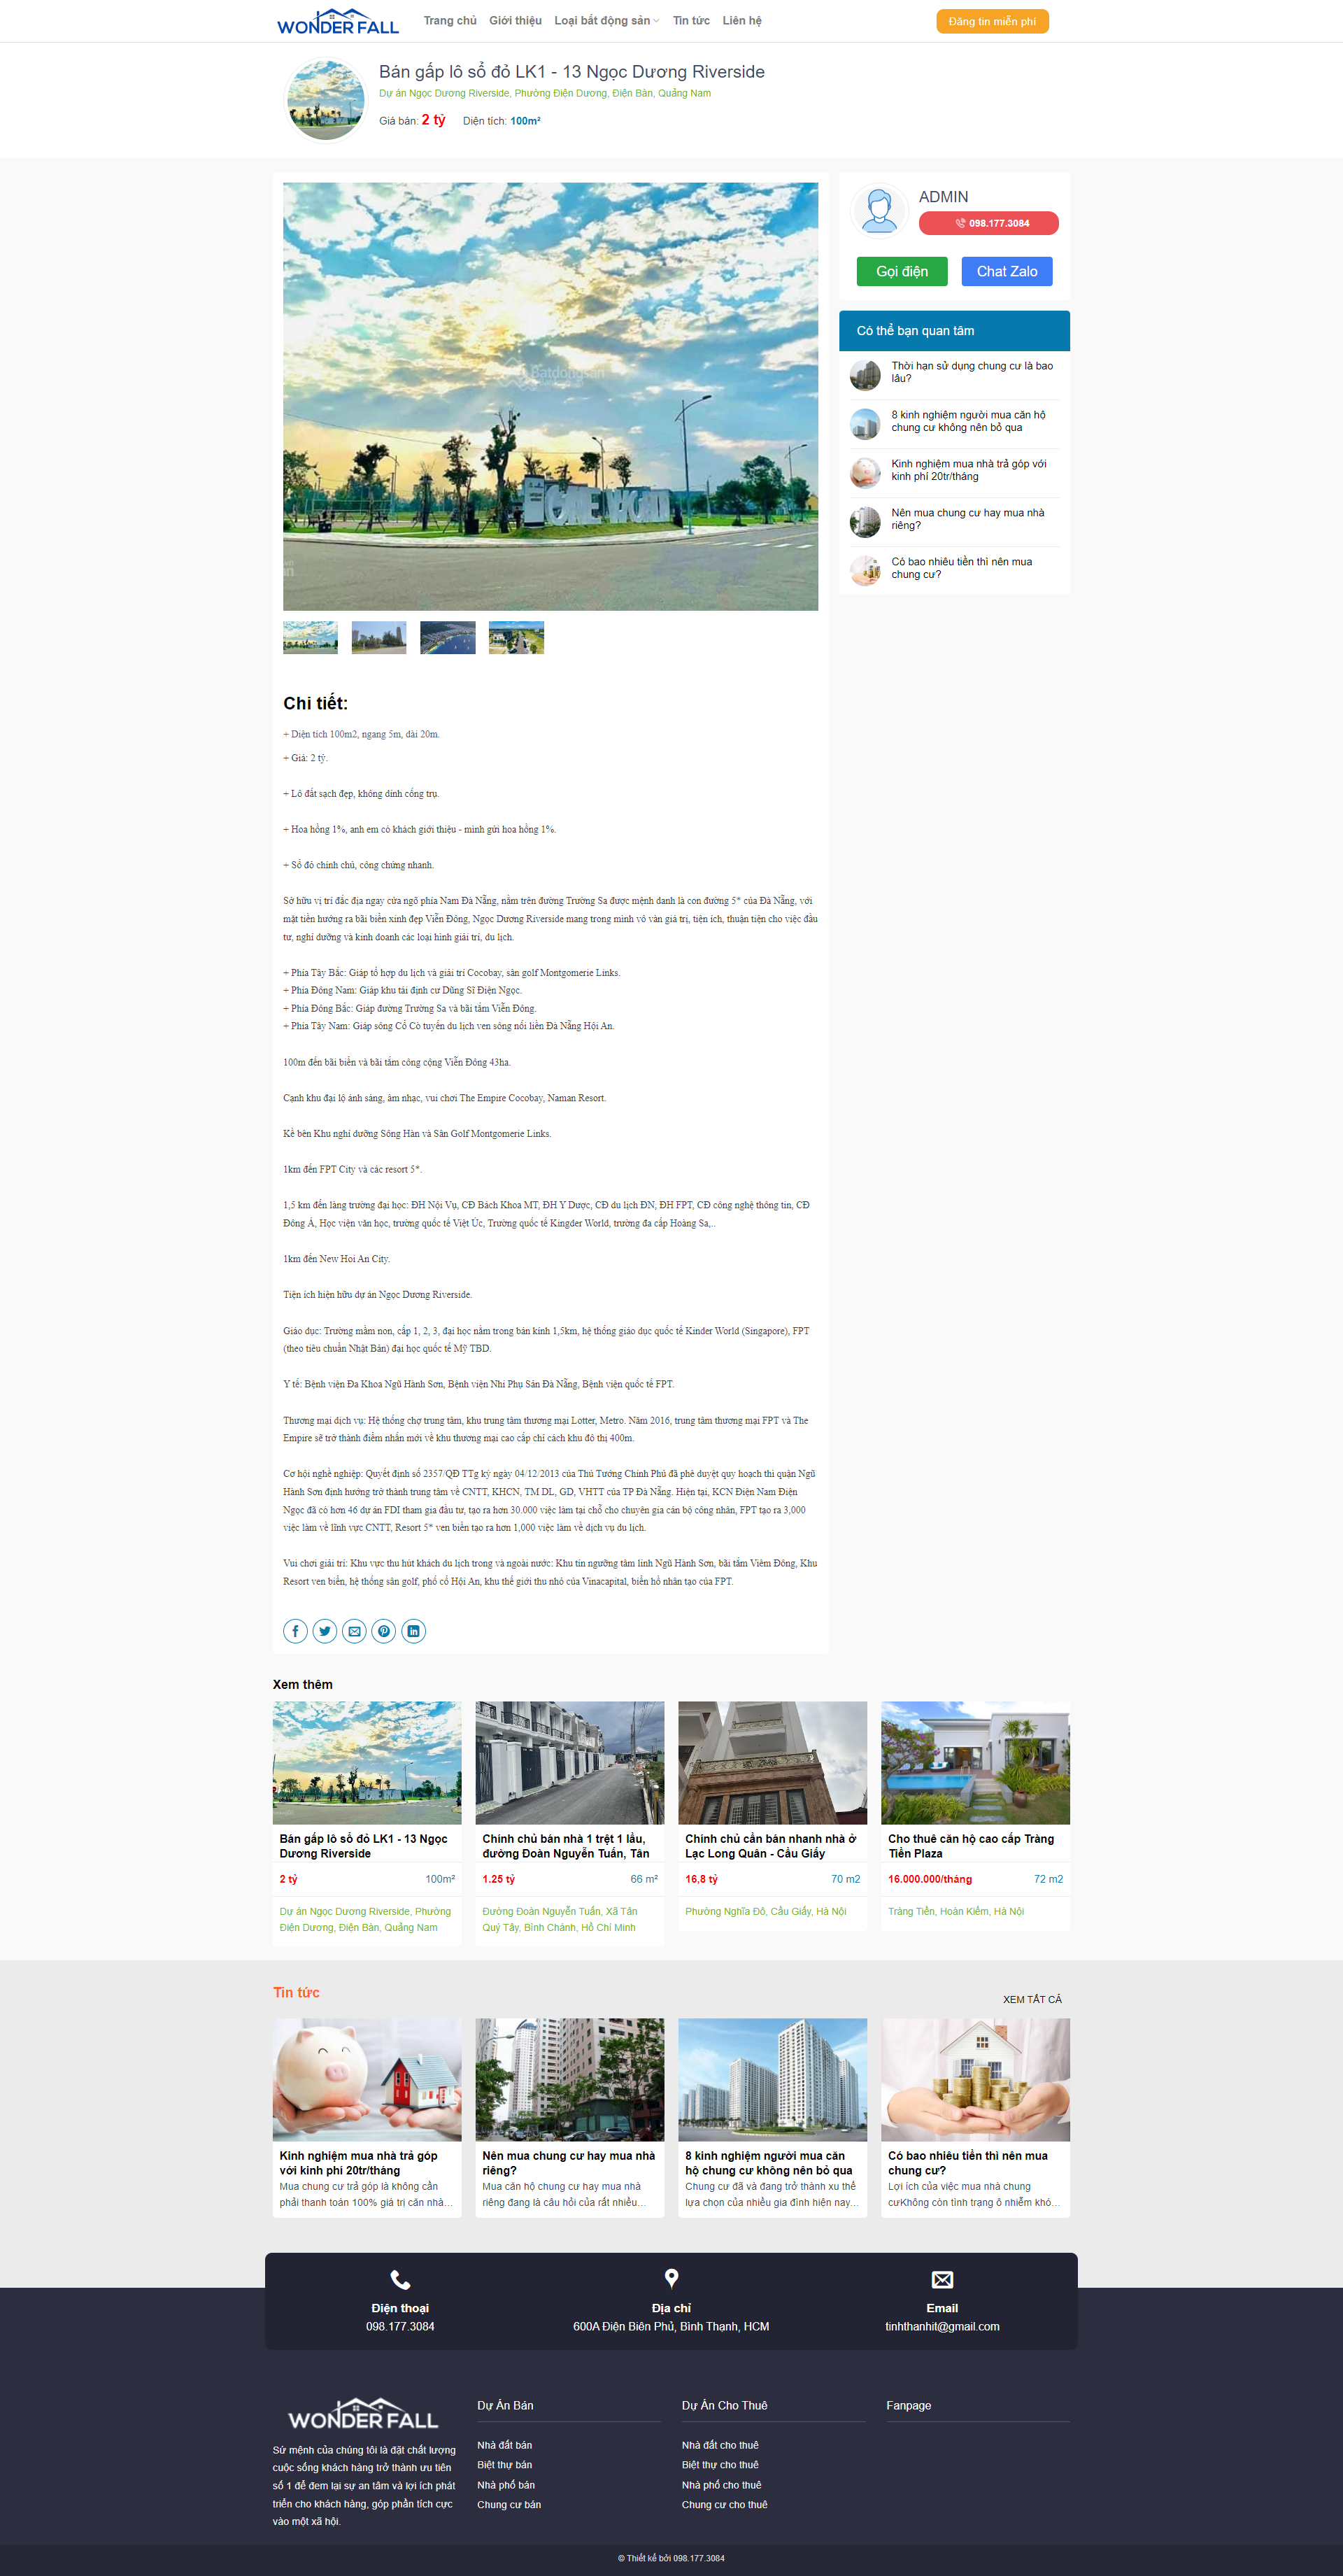 WONDER FALL
Trang chủ
Giới thiệu
Loại bất động sản
Tin tức
Liên hệ
Đăng tin miễn phí
Bán gấp lô sổ đỏ LK1 - 13 Ngọc Dương Riverside
Dự án Ngọc Dương Riverside, Phường Điện Dương, Điện Bàn, Quảng Nam
Giá bán: 2 tỷ Diện tích: 100m²
Batdongsan
ADMIN
098.177.3084
Gọi điện
Chat Zalo
Có thể bạn quan tâm
Thời hạn sử dụng chung cư là bao
lâu?
8 kinh nghiệm người mua căn hộ
chung cư không nên bỏ qua
Kinh nghiệm mua nhà trả góp với
kinh phí 20tr/tháng
Nên mua chung cư hay mua nhà
riêng?
Có bao nhiêu tiền thì nên mua
chung cư?
Chi tiết:
+ Diện tích 100m2, ngang 5m, dài 20m.
+ Giá: 2 tỷ.
+ Lô đất sạch đẹp, không dính cống trụ.
+ Hoa hồng 1%, anh em có khách giới thiệu - mình gửi hoa hồng 1%.
+ Sổ đỏ chính chủ, công chứng nhanh.
Sở hữu vị trí đắc địa ngay cửa ngõ phía Nam Đà Nẵng, nằm trên đường Trường Sa được mệnh danh là con đường 5* của Đà Nẵng, với
mặt tiền hướng ra bãi biển xinh đẹp Viễn Đông, Ngọc Dương Riverside mang trong mình vô vàn giá trị, tiện ích, thuận tiện cho việc đầu
tư, nghỉ dưỡng và kinh doanh các loại hình giải trí, du lịch.
+ Phía Tây Bắc: Giáp tổ hợp du lịch và giải trí Cocobay, sân golf Montgomerie Links.
+ Phía Đông Nam: Giáp khu tái định cư Dũng Sĩ Điện Ngọc.
+ Phía Đông Bắc: Giáp đường Trường Sa và bãi tắm Viễn Đông.
+ Phía Tây Nam: Giáp sông Cổ Cò tuyến du lịch ven sông nối liền Đà Nẵng Hội An.
100m đến bãi biển và bãi tắm công cộng Viễn Đông 43ha.
Cạnh khu đại lộ ánh sáng, âm nhạc, vui chơi The Empire Cocobay, Naman Resort.
Kề bên Khu nghỉ dưỡng Sông Hàn và Sân Golf Montgomerie Links.
1km đến FPT City và các resort 5*.
1,5 km đến làng trường đại học: ĐH Nội Vụ, CĐ Bách Khoa MT, ĐH Y Dược, CĐ du lịch ĐN, ĐH FPT, CĐ công nghệ thông tin, CĐ
Đông Á, Học viện văn học, trường quốc tế Việt Úc, Trường quốc tế Kingder World, trường đa cấp Hoàng Sa,..
1km đến New Hoi An City.
Tiện ích hiện hữu dự án Ngọc Dương Riverside.
Giáo dục: Trường mầm non, cấp 1, 2, 3, đại học nằm trong bán kính 1,5km, hệ thống giáo dục quốc tế Kinder World (Singapore), FPT
(theo tiêu chuẩn Nhật Bản) đại học quốc tế Mỹ TBD.
Y tế: Bệnh viện Đa Khoa Ngũ Hành Sơn, Bệnh viện Nhi Phụ Sản Đà Nẵng, Bệnh viện quốc tế FPT.
Thương mại dịch vụ: Hệ thống chợ trung tâm, khu trung tâm thương mại Lotter, Metro. Năm 2016, trung tâm thương mại FPT và The
Empire sẽ trở thành điểm nhấn mới về khu thương mại cao cấp chỉ cách khu đô thị 400m.
Cơ hội nghề nghiệp: Quyết định số 2357/QĐ TTg ký ngày 04/12/2013 của Thủ Tướng Chính Phủ đã phê duyệt quy hoạch thì quận Ngũ
Hành Sơn định hướng trở thành trung tâm về CNTT, KHCN, TM DL, GD, VHTT của TP Đà Nẵng. Hiện tại, KCN Điện Nam Điện
Ngọc đã có hơn 46 dự án FDI tham gia đầu tư, tạo ra hơn 30.000 việc làm tại chỗ cho chuyên gia cán bộ công nhân, FPT tạo ra 3,000
việc làm về lĩnh vực CNTT, Resort 5* ven biển tạo ra hơn 1,000 việc làm về dịch vụ du lịch.
Vui chơi giải trí: Khu vực thu hút khách du lịch trong và ngoài nước: Khu tín ngưỡng tâm linh Ngũ Hành Sơn, bãi tắm Viêm Đông, Khu
Resort ven biển, hệ thống sân golf, phố cổ Hội An, khu thế giới thu nhỏ của Vinacapital, biển hồ nhân tạo của FPT.
Xem thêm
Bán gấp lô sổ đỏ LK1 - 13 Ngọc
Dương Riverside
2 tỷ 100m²
Dự án Ngọc Dương Riverside, Phường
Điện Dương, Điện Bàn, Quảng Nam
Chính chủ bán nhà 1 trệt 1 lầu,
đường Đoàn Nguyễn Tuấn, Tân
1.25 tỷ 66 m²
Đường Đoàn Nguyễn Tuấn, Xã Tân
Quý Tây, Bình Chánh, Hồ Chí Minh
Chính chủ cần bán nhanh nhà ở
Lạc Long Quân - Cầu Giấy
16,8 tỷ 70 m2
Phường Nghĩa Đô, Cầu Giấy, Hà Nội
Cho thuê căn hộ cao cấp Tràng
Tiền Plaza
16.000.000/tháng 72 m2
Tràng Tiền, Hoàn Kiếm, Hà Nội
Tin tức
XEM TẤT CẢ
Kinh nghiệm mua nhà trả góp
với kinh phí 20tr/tháng
Mua chung cư trả góp là không cần
phải thanh toán 100% giá trị căn nhà...
Nên mua chung cư hay mua nhà
riêng?
Mua căn hộ chung cư hay mua nhà
riêng đang là câu hỏi của rất nhiều...
8 kinh nghiệm người mua căn
hộ chung cư không nên bỏ qua
Chung cư đã và đang trở thành xu thế
lựa chọn của nhiều gia đình hiện nay...
Có bao nhiêu tiền thì nên mua
chung cư?
Lợi ích của việc mua nhà chung
cưKhông còn tình trạng ô nhiễm khó...
Điện thoại
098.177.3084
Địa chỉ
600A Điện Biên Phủ, Bình Thạnh, HCM
Email
tinhthanhit@gmail.com
WONDER FALL
Sứ mệnh của chúng tôi là đặt chất lượng
cuộc sống khách hàng trở thành ưu tiên
số 1 để đem lại sự an tâm và lợi ích phát
triển cho khách hàng, góp phần tích cực
vào một xã hội.
Dự Án Bán
Nhà đất bán
Biệt thự bán
Nhà phố bán
Chung cư bán
Dự Án Cho Thuê
Nhà đất cho thuê
Biệt thự cho thuê
Nhà phố cho thuê
Chung cư cho thuê
Fanpage
© Thiết kế bởi 098.177.3084